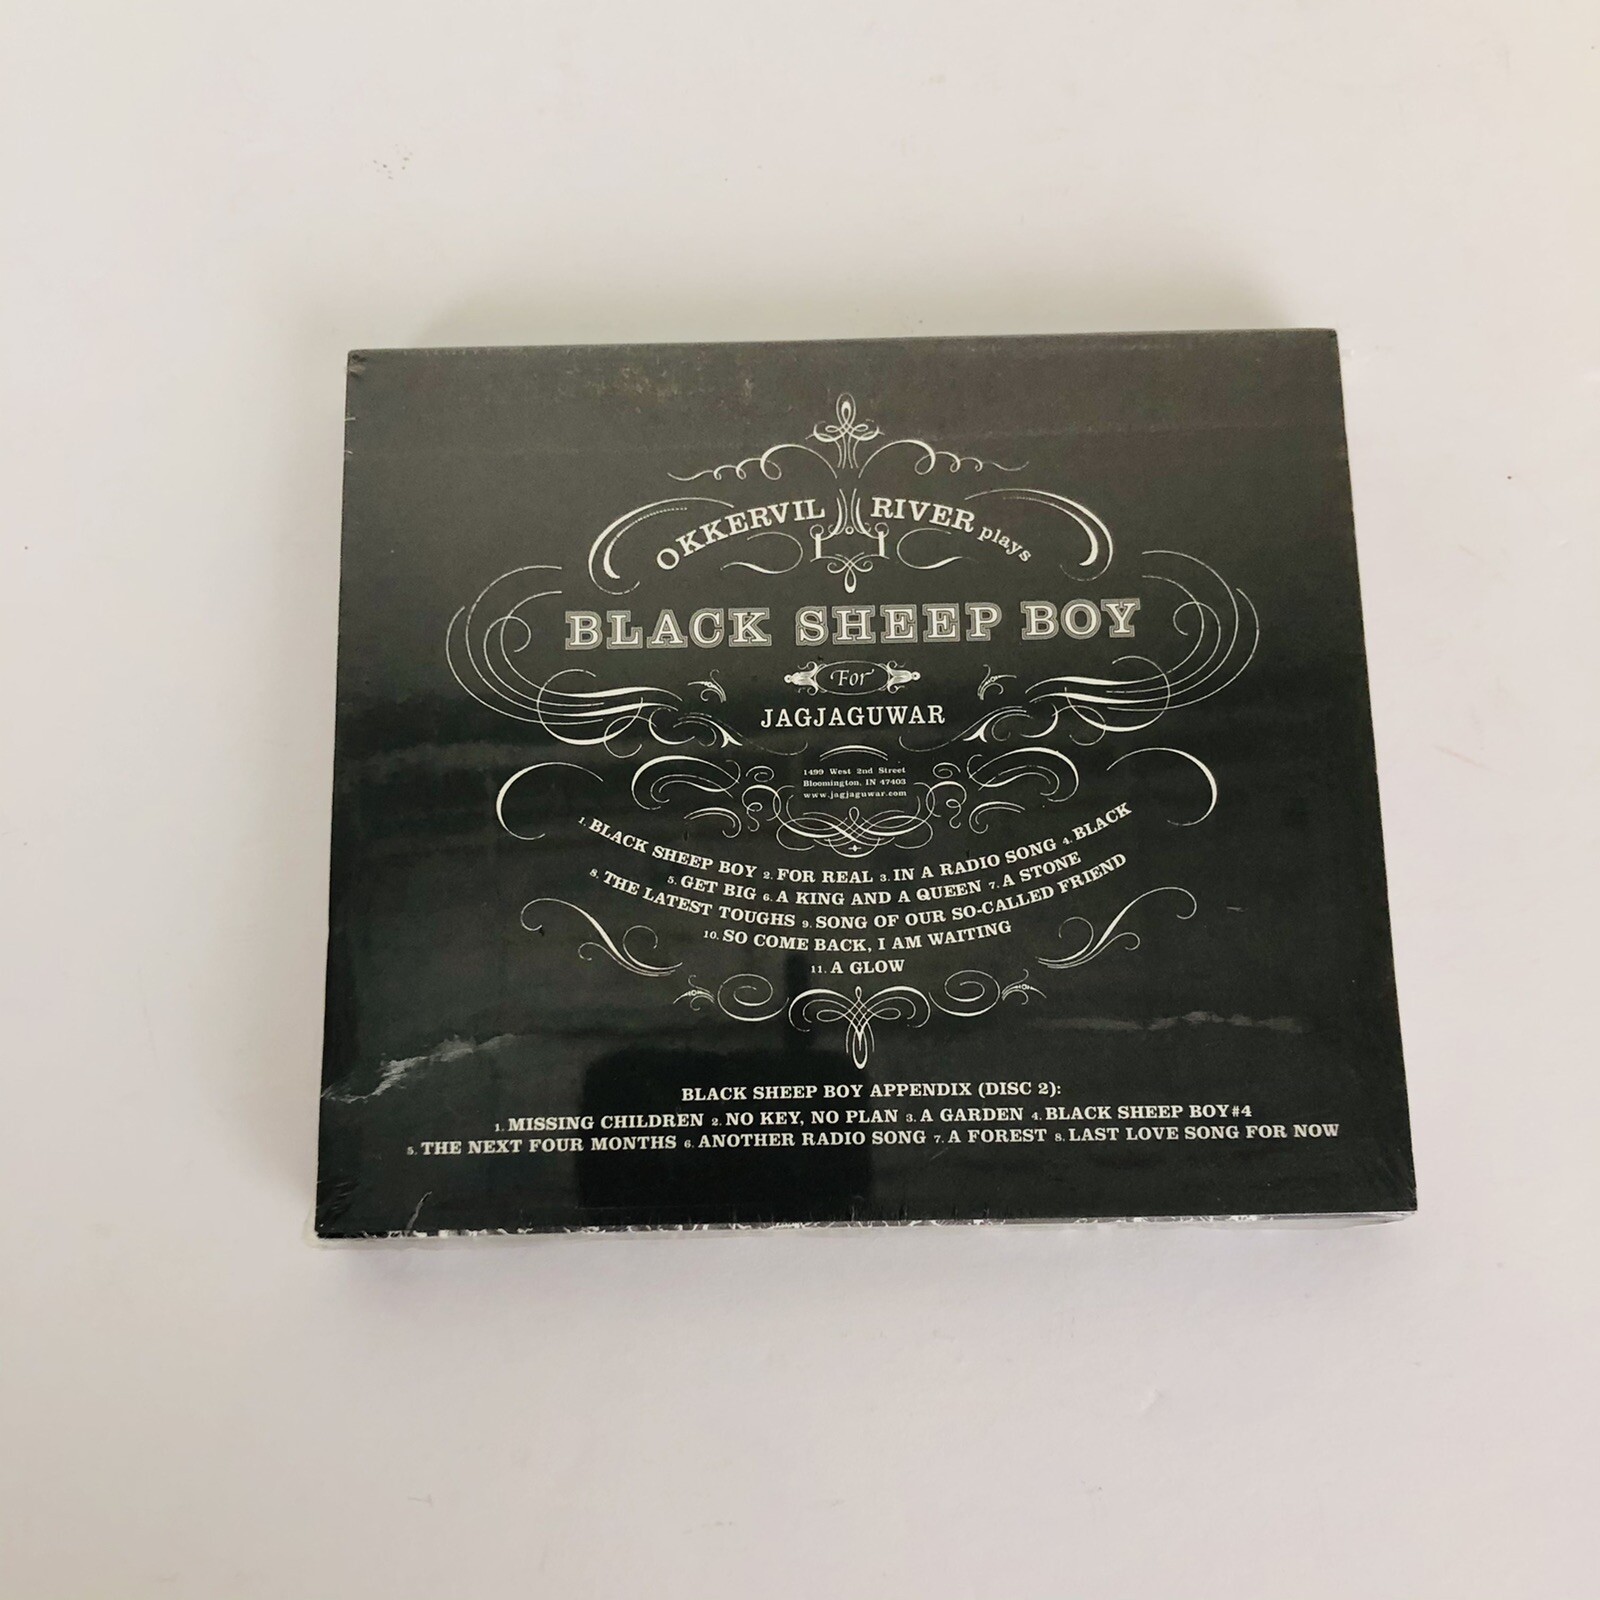 OKKERVIL RIVER plays
BLACK SHEEP BOY
For
JAGJAGUWAR
1499 West 2nd Street
Bloomington, IN 47403
www.jagjaguwar.com
1. BLACK SHEEP BOY 2. FOR REAL 3. IN A RADIO SONG 4. BLACK
5. GET BIG 6. A KING AND A QUEEN 7. A STONE
8. THE LATEST TOUGHS 9. SONG OF OUR SO-CALLED FRIEND
10. SO COME BACK, I AM WAITING
11. A GLOW
BLACK SHEEP BOY APPENDIX (DISC 2):
1. MISSING CHILDREN 2. NO KEY, NO PLAN 3. A GARDEN 4. BLACK SHEEP BOY #4
5. THE NEXT FOUR MONTHS 6. ANOTHER RADIO SONG 7. A FOREST 8. LAST LOVE SONG FOR NOW